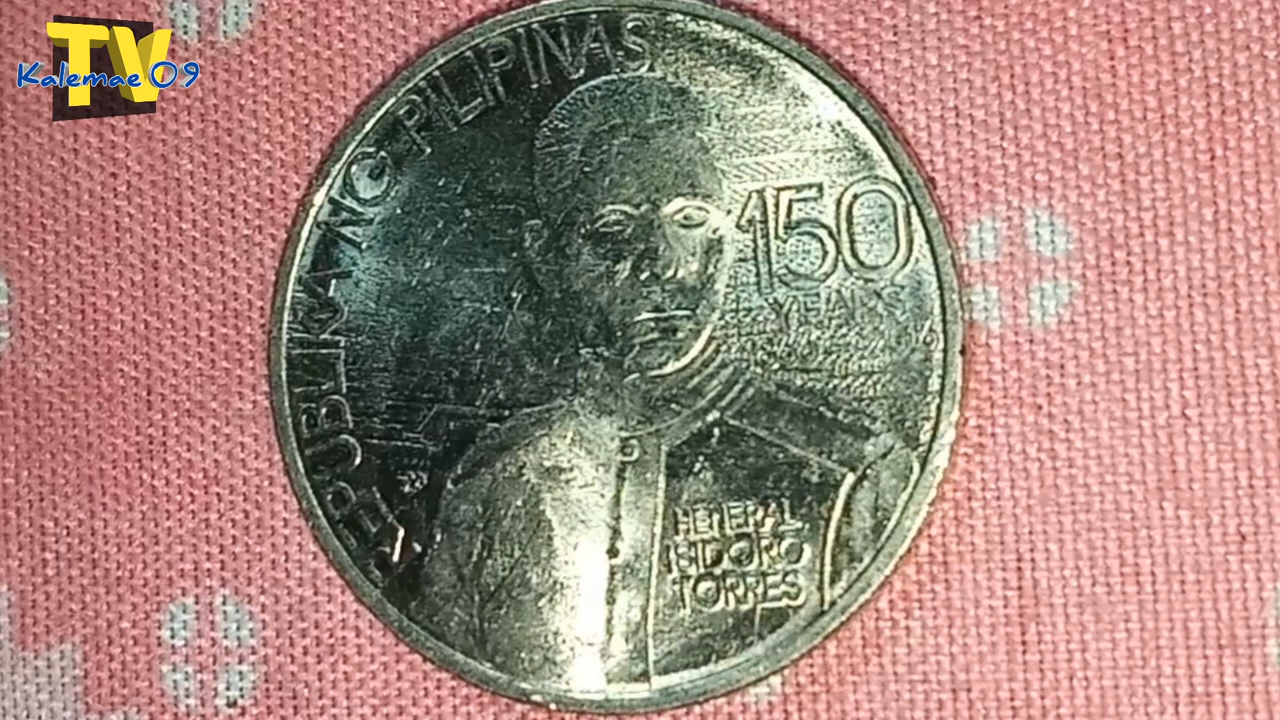 TV
Kalemae 09
REPUBLIKA NG PILIPINAS
150
YEARS
HENERAL
ISIDORO
TORRES